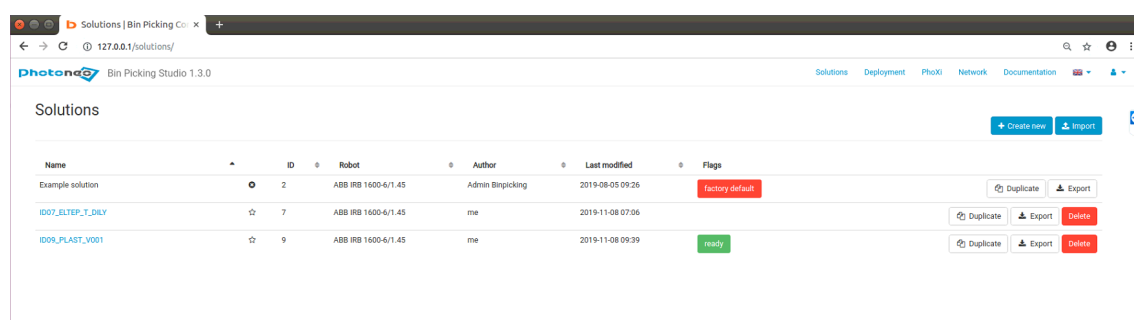 Solutions | Bin Picking Co
127.0.0.1/solutions/
Photoneo Bin Picking Studio 1.3.0 Solutions Deployment PhoXi Network Documentation
Solutions
Create new Import
Name ID Robot Author Last modified Flags
Example solution 2 ABB IRB 1600-6/1.45 Admin Binpicking 2019-08-05 09:26 factory default Duplicate Export
ID07_ELTEP_T_DILY 7 ABB IRB 1600-6/1.45 me 2019-11-08 07:06 Duplicate Export Delete
ID09_PLAST_V001 9 ABB IRB 1600-6/1.45 me 2019-11-08 09:39 ready Duplicate Export Delete